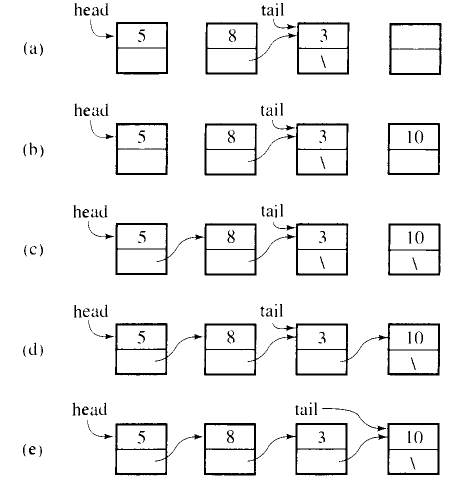 head tail
(a) 5 8 3
\
head tail
(b) 5 8 3 10
\
head tail
(c) 5 8 3 10
\ \
head tail
(d) 5 8 3 10
\
head tail
(e) 5 8 3 10
\